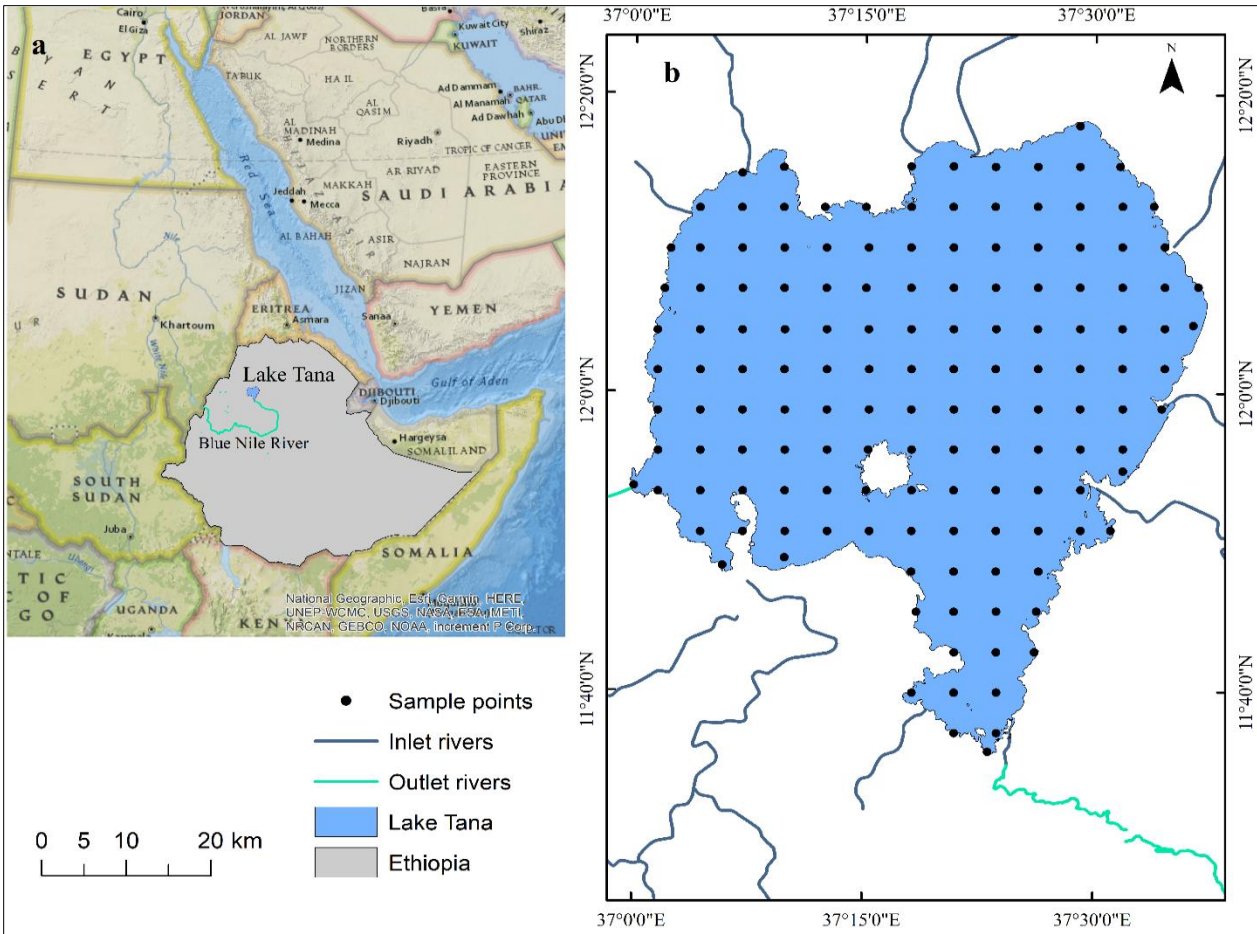 a
Cairo
El Giza
EGYPT
JORDAN
AL JAWF
NORTHERN
BORDERS
TABUK
HA IL
Basra
Kuwait City
KUWAIT
Shiraz
AL
QASIM
Ad Dammam
Al Manamah
BAHR.
QATAR
Ad Dawhah
Abu
AL
MADINAH
Medina
Riyadh
TROPIC OF CANCER
AR RIYAD
EASTERN
PROVINCE
Red Sea
MAKKAH
Jeddah
Mecca
SAUDI ARABIA
AL BAHAH
ASIR
NAJRAN
JIZAN
Nile
SUDAN
Khartoum
White Nile
ERITREA
Asmara
Sanaa
YEMEN
Gulf of Aden
Lake Tana
DJIBOUTI
Djibouti
Blue Nile River
Hargeysa
SOMALILAND
SOUTH
SUDAN
Juba
SOMALIA
UGANDA
National Geographic, Esri, Garmin, HERE,
UNEP-WCMC, USGS, NASA, ESA, METI,
NRCAN, GEBCO, NOAA, increment P Corp.
Sample points
Inlet rivers
Outlet rivers
Lake Tana
Ethiopia
0 5 10 20 km
37°0'0"E 37°15'0"E 37°30'0"E
b
N
12°20'0"N
12°0'0"N
11°40'0"N
12°20'0"N
12°0'0"N
11°40'0"N
37°0'0"E 37°15'0"E 37°30'0"E